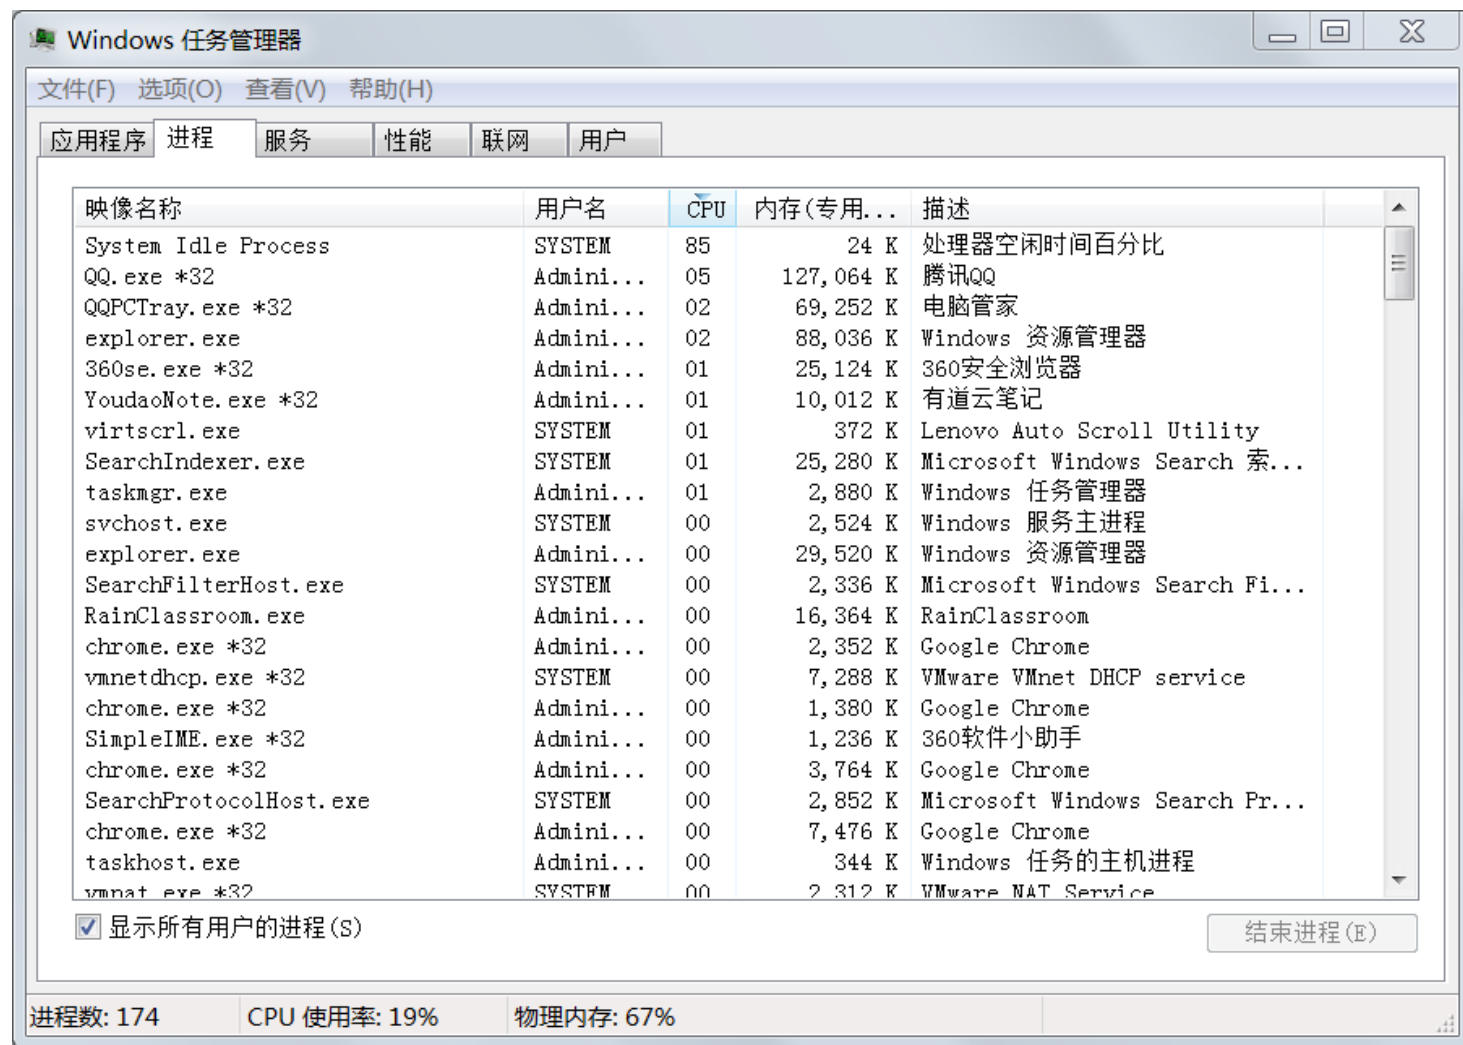 Windows 任务管理器
文件(F) 选项(O) 查看(V) 帮助(H)
应用程序 进程 服务 性能 联网 用户
映像名称 用户名 CPU 内存(专用... 描述
System Idle Process SYSTEM 85 24 K 处理器空闲时间百分比
QQ.exe *32 Admini... 05 127,064 K 腾讯QQ
QQPCTray.exe *32 Admini... 02 69,252 K 电脑管家
explorer.exe Admini... 02 88,036 K Windows 资源管理器
360se.exe *32 Admini... 01 25,124 K 360安全浏览器
YoudaoNote.exe *32 Admini... 01 10,012 K 有道云笔记
virtscrl.exe SYSTEM 01 372 K Lenovo Auto Scroll Utility
SearchIndexer.exe SYSTEM 01 25,280 K Microsoft Windows Search 索...
taskmgr.exe Admini... 01 2,880 K Windows 任务管理器
svchost.exe SYSTEM 00 2,524 K Windows 服务主进程
explorer.exe Admini... 00 29,520 K Windows 资源管理器
SearchFilterHost.exe SYSTEM 00 2,336 K Microsoft Windows Search Fi...
RainClassroom.exe Admini... 00 16,364 K RainClassroom
chrome.exe *32 Admini... 00 2,352 K Google Chrome
vmnetdhcp.exe *32 SYSTEM 00 7,288 K VMware VMnet DHCP service
chrome.exe *32 Admini... 00 1,380 K Google Chrome
SimpleIME.exe *32 Admini... 00 1,236 K 360软件小助手
chrome.exe *32 Admini... 00 3,764 K Google Chrome
SearchProtocolHost.exe SYSTEM 00 2,852 K Microsoft Windows Search Pr...
chrome.exe *32 Admini... 00 7,476 K Google Chrome
taskhost.exe Admini... 00 344 K Windows 任务的主机进程
vmnat.exe *32 SYSTEM 00 2,312 K VMware NAT Service
显示所有用户的进程(S) 结束进程(E)
进程数: 174 CPU 使用率: 19% 物理内存: 67%